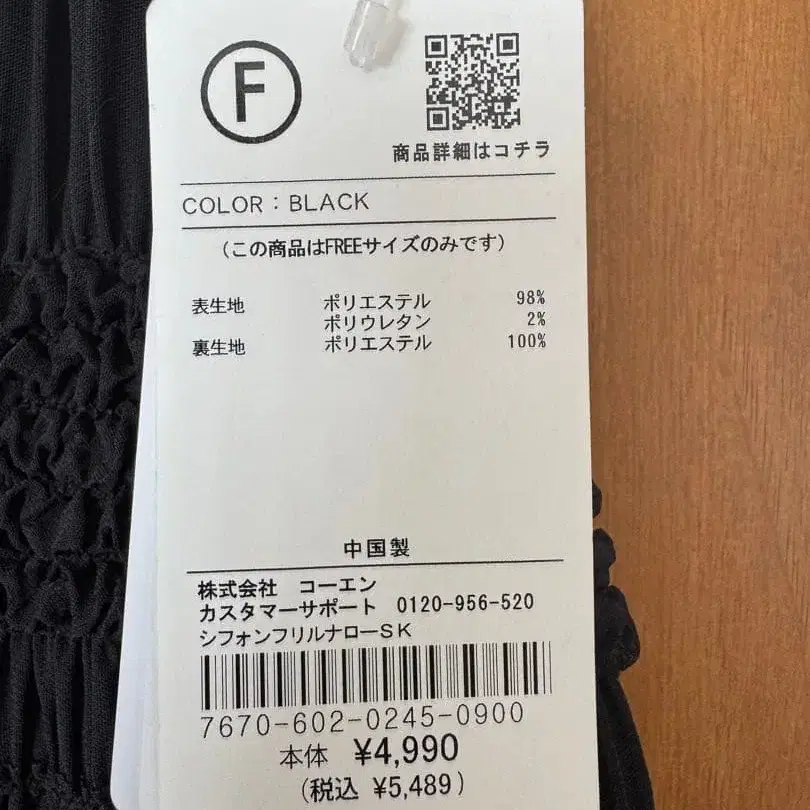 F
商品詳細はコチラ
COLOR：BLACK
（この商品はFREEサイズのみです）
表生地 ポリエステル 98%
ポリウレタン 2%
裏生地 ポリエステル 100%
中国製
株式会社 コーエン
カスタマーサポート 0120-956-520
シフォンフリルナローSK
7670-602-0245-0900
本体 ¥4,990
（税込 ¥5,489）